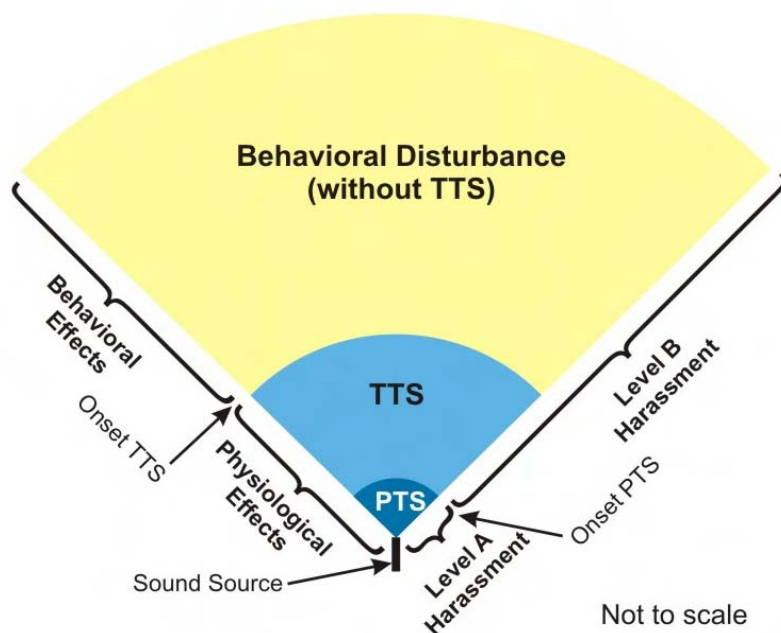 Behavioral Disturbance
(without TTS)
TTS
PTS
Behavioral
Effects
Onset TTS
Physiological
Effects
Sound Source
Level B
Harassment
Onset PTS
Level A
Harassment
Not to scale